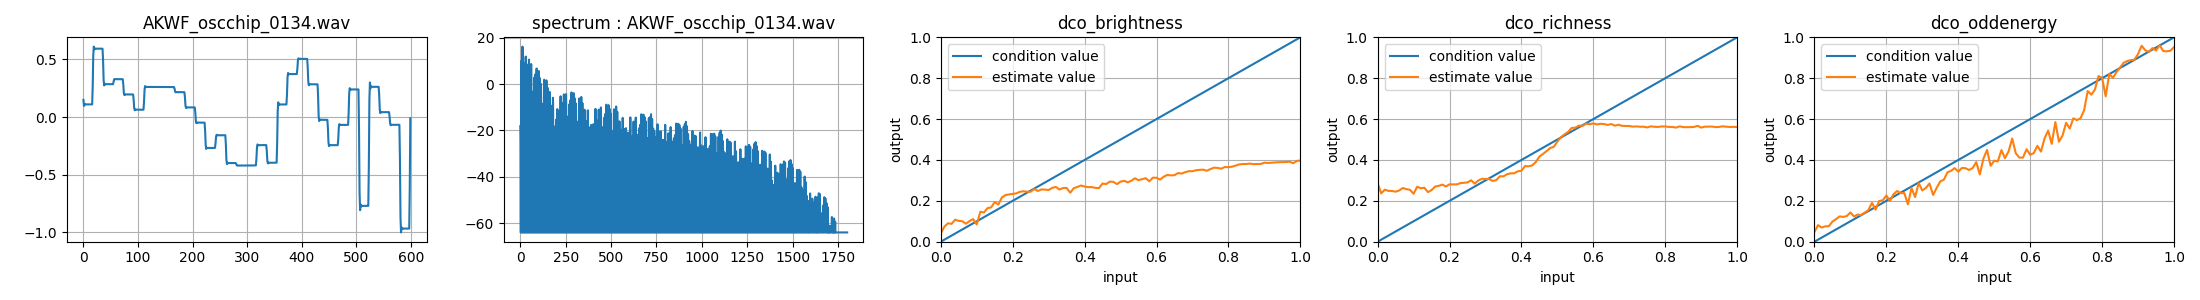 AKWF_oscchip_0134.wav
0.5
0.0
−0.5
−1.0
0 100 200 300 400 500 600
spectrum : AKWF_oscchip_0134.wav
20
0
−20
−40
−60
0 250 500 750 1000 1250 1500 1750
dco_brightness
condition value
estimate value
output
1.0
0.8
0.6
0.4
0.2
0.0
0.0 0.2 0.4 0.6 0.8 1.0
input
dco_richness
condition value
estimate value
output
1.0
0.8
0.6
0.4
0.2
0.0
0.0 0.2 0.4 0.6 0.8 1.0
input
dco_oddenergy
condition value
estimate value
output
1.0
0.8
0.6
0.4
0.2
0.0
0.0 0.2 0.4 0.6 0.8 1.0
input